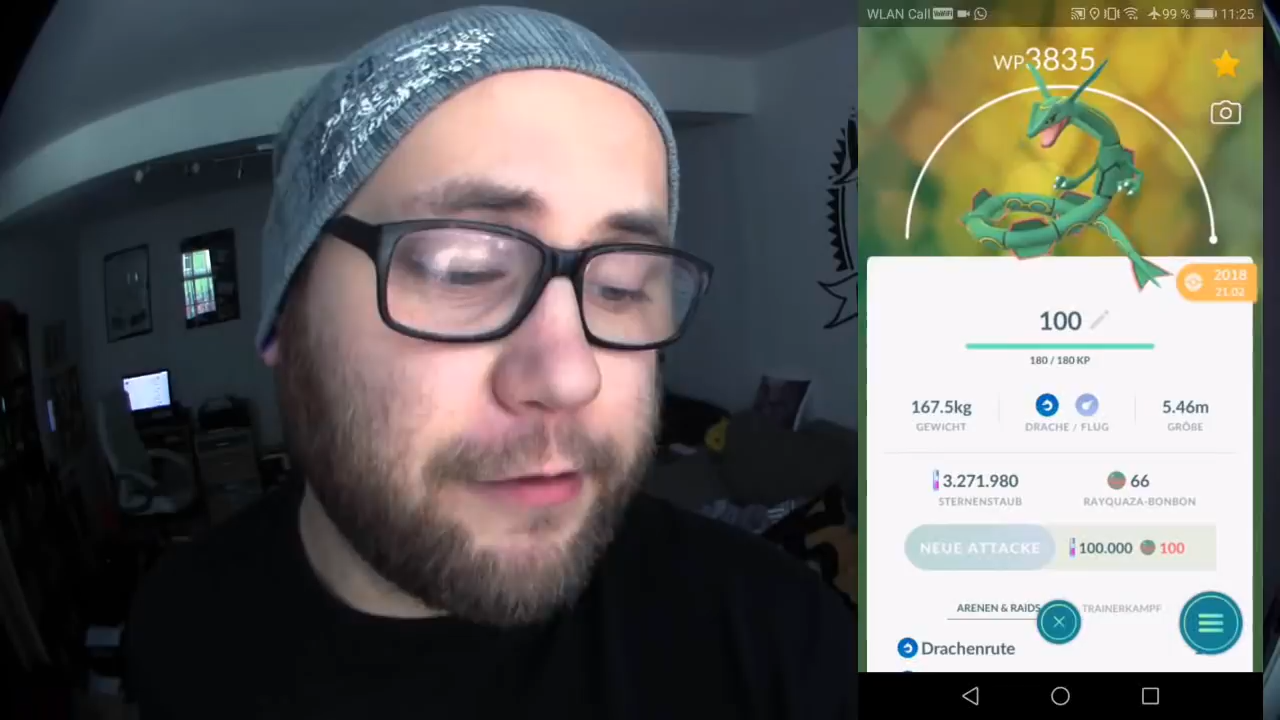 WLAN Call VoWiFi 99 % 11:25
WP3835
2018
21.02
100
180 / 180 KP
167.5kg
GEWICHT
DRACHE / FLUG
5.46m
GRÖßE
3.271.980
STERNENSTAUB
66
RAYQUAZA-BONBON
NEUE ATTACKE
100.000
100
ARENEN & RAIDS
TRAINERKAMPF
Drachenrute